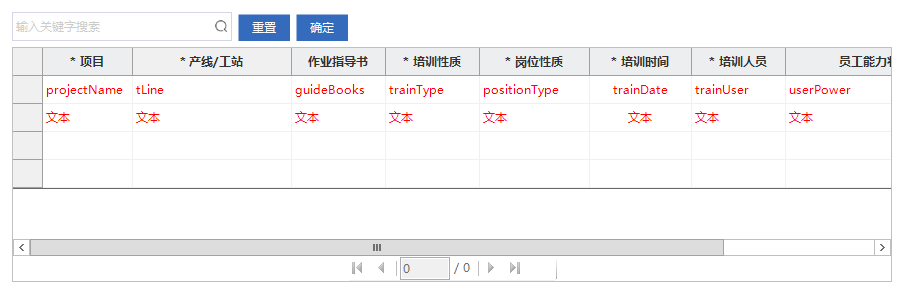 输入关键字搜索 重置 确定
* 项目 * 产线/工站 作业指导书 * 培训性质 * 岗位性质 * 培训时间 * 培训人员 员工能力
projectName tLine guideBooks trainType positionType trainDate trainUser userPower
文本 文本 文本 文本 文本 文本 文本 文本
0 / 0